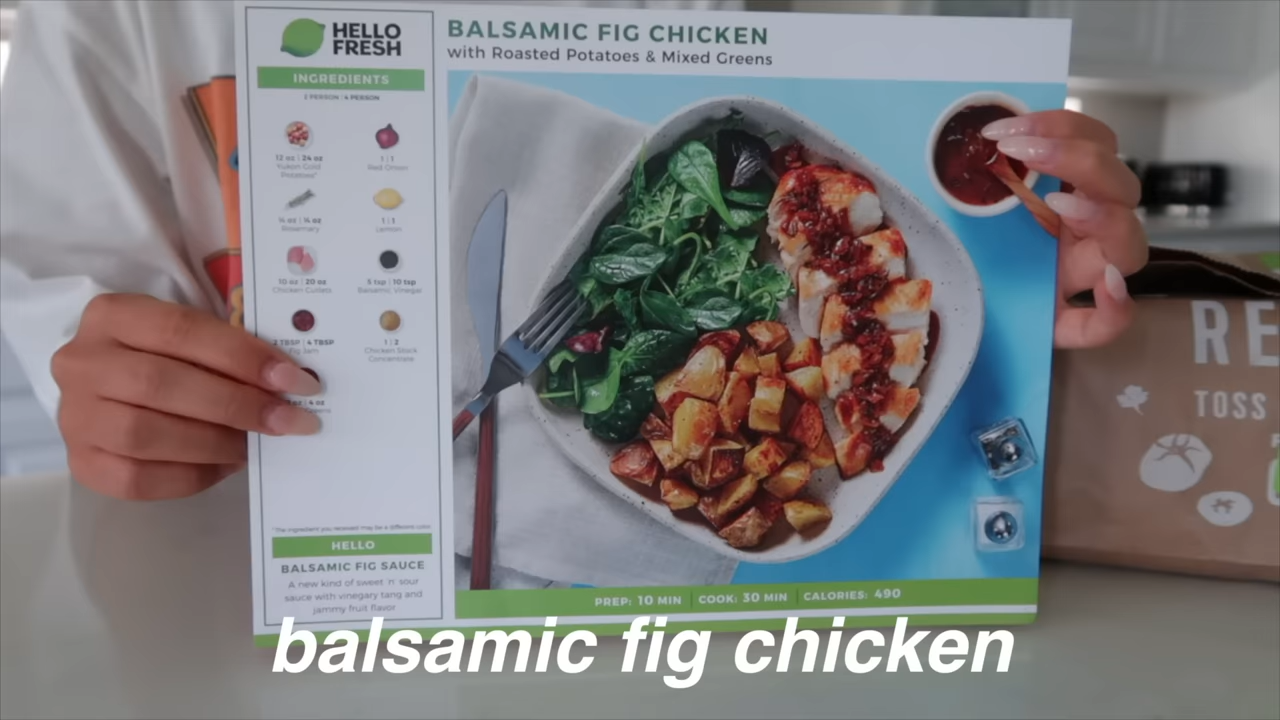 HELLO
FRESH
BALSAMIC FIG CHICKEN
with Roasted Potatoes & Mixed Greens
INGREDIENTS
2 PERSON | 4 PERSON
12 oz | 24 oz
Yukon Gold
Potatoes*
1 | 1
Red Onion
¼ oz | ¼ oz
Rosemary
1 | 1
Lemon
10 oz | 20 oz
Chicken Cutlets
5 tsp | 10 tsp
Balsamic Vinegar
2 TBSP | 4 TBSP
Fig Jam
1 | 2
Chicken Stock
Concentrate
oz | 4 oz
Greens
*The ingredient you received may be a different color.
HELLO
BALSAMIC FIG SAUCE
A new kind of sweet 'n' sour
sauce with vinegary tang and
jammy fruit flavor
PREP: 10 MIN | COOK: 30 MIN | CALORIES: 490
RE
TOSS
balsamic fig chicken